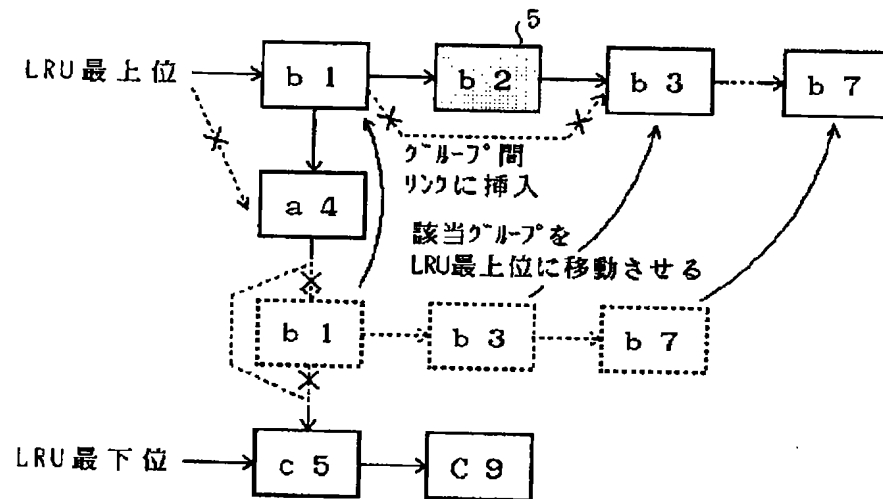 5
LRU最上位
b 1
b 2
b 3
b 7
グループ間
リンクに挿入
a 4
該当グループを
LRU最上位に移動させる
b 1
b 3
b 7
LRU最下位
c 5
C 9